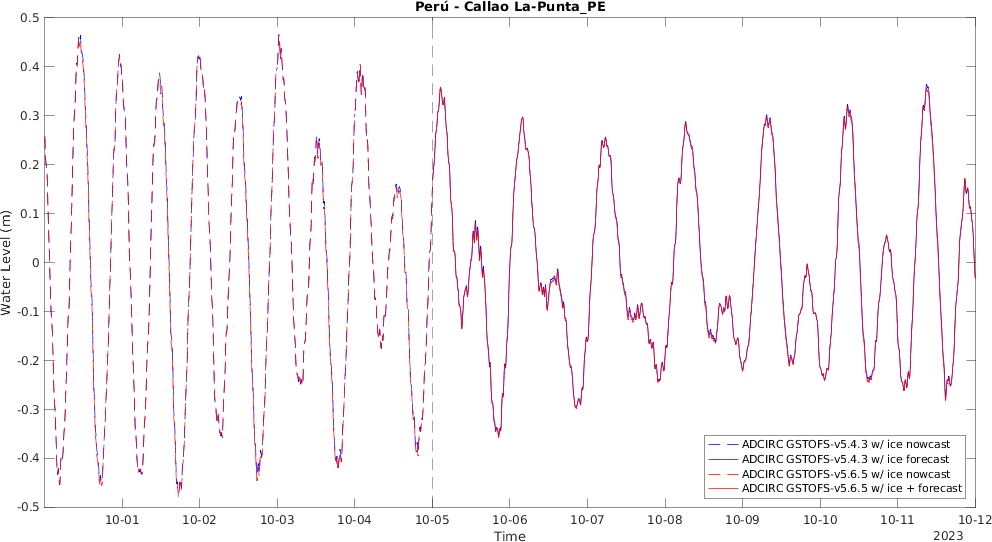 Perú - Callao La-Punta_PE
0.5
0.4
0.3
0.2
0.1
0
-0.1
-0.2
-0.3
-0.4
-0.5
Water Level (m)
ADCIRC GSTOFS-v5.4.3 w/ ice nowcast
ADCIRC GSTOFS-v5.4.3 w/ ice forecast
ADCIRC GSTOFS-v5.6.5 w/ ice nowcast
ADCIRC GSTOFS-v5.6.5 w/ ice + forecast
10-01 10-02 10-03 10-04 10-05 10-06 10-07 10-08 10-09 10-10 10-11 10-12
Time
2023